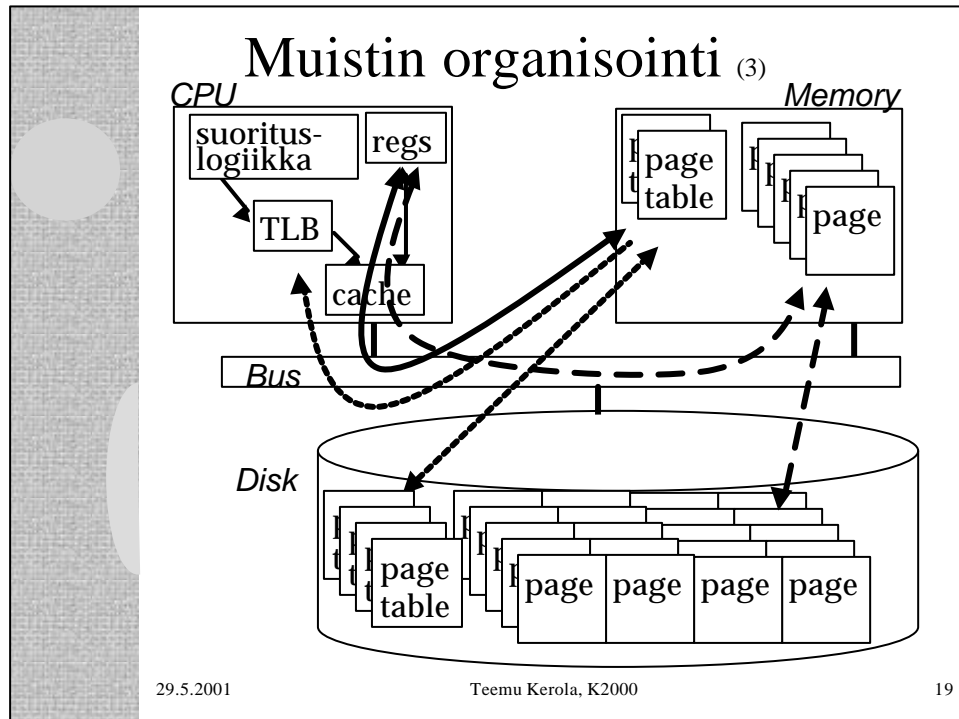 Muistin organisointi (3)
CPU
Memory
suoritus-
logiikka
regs
TLB
cache
p
t
page
table
p
p
p
p
page
Bus
Disk
p
t
p
t
p
t
page
table
p
p
p
page
page
page
page
29.5.2001
Teemu Kerola, K2000
19